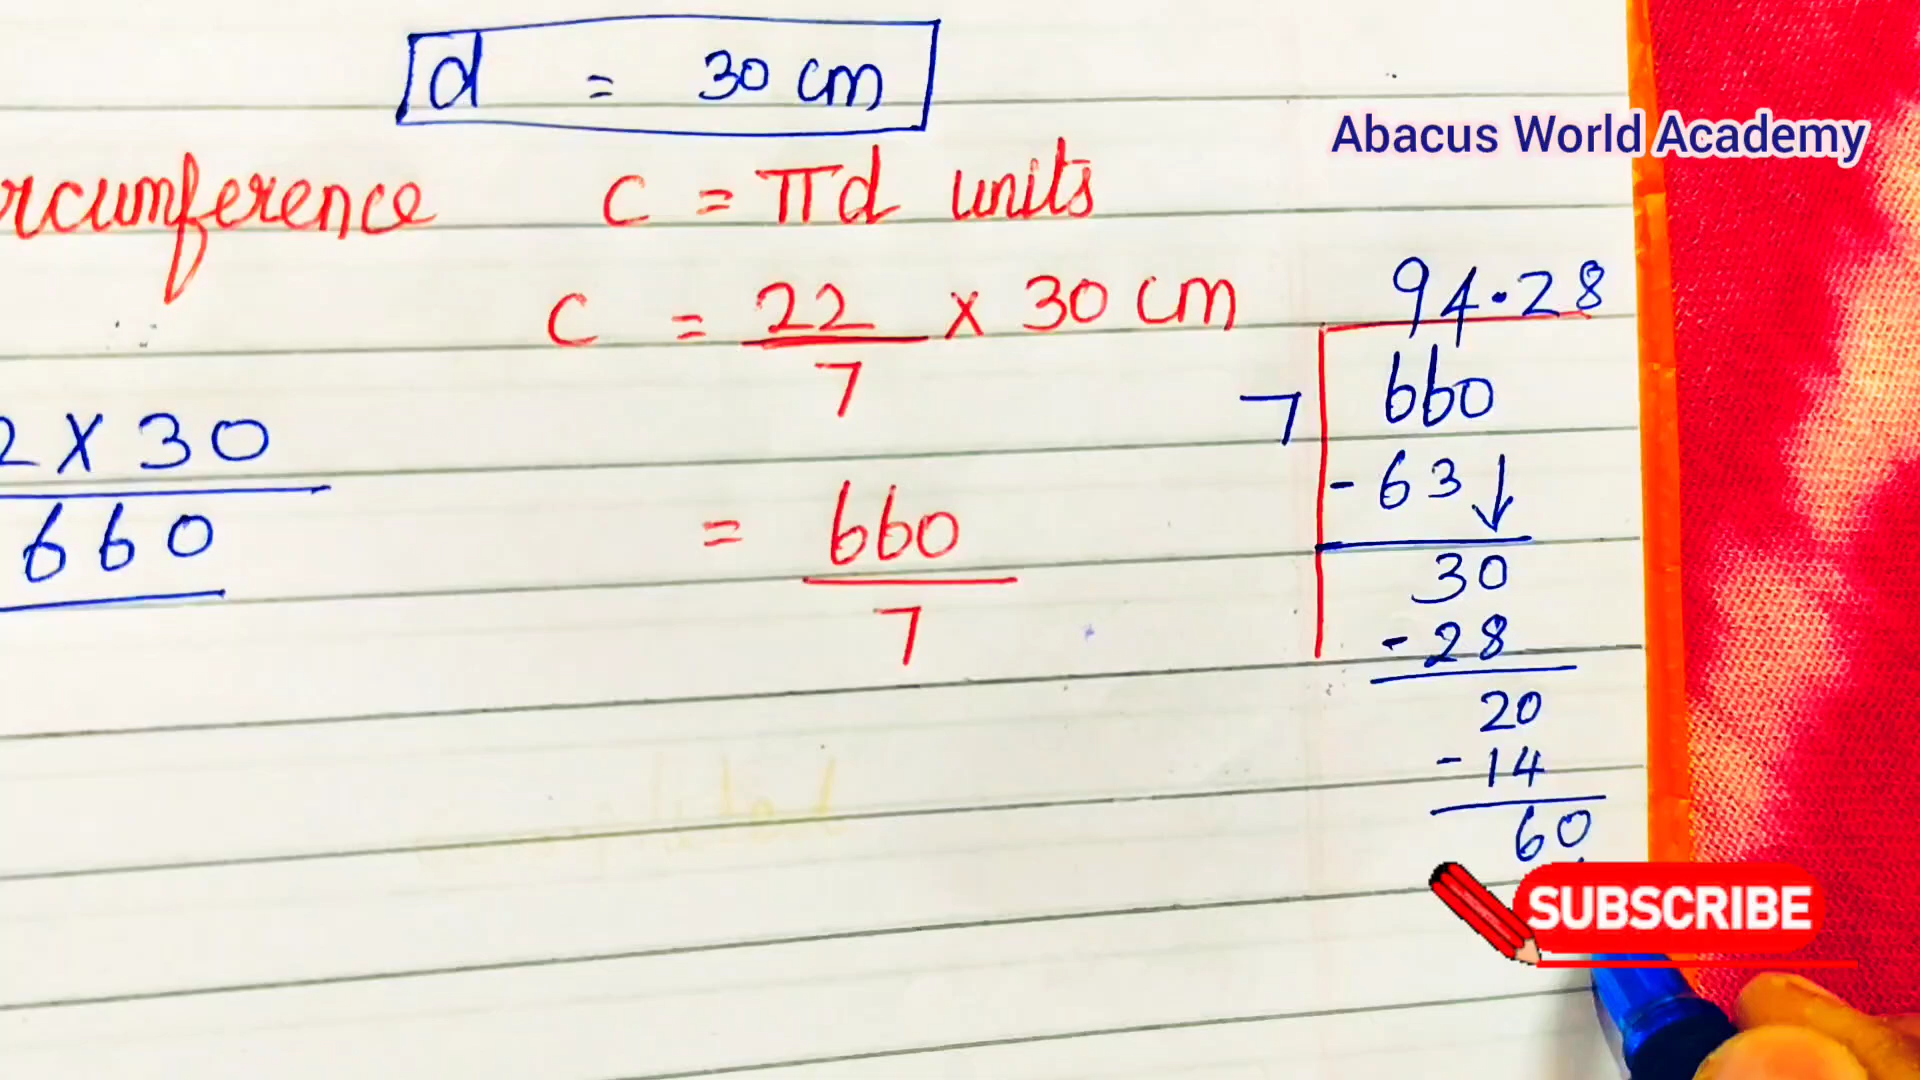 d = 30 cm
Abacus World Academy
rcumference C = πd units
C = 22/7 x 30 cm
2 x 30
660
= 660/7
94.28
7 660
- 63 ↓
30
- 28
20
- 14
60
SUBSCRIBE